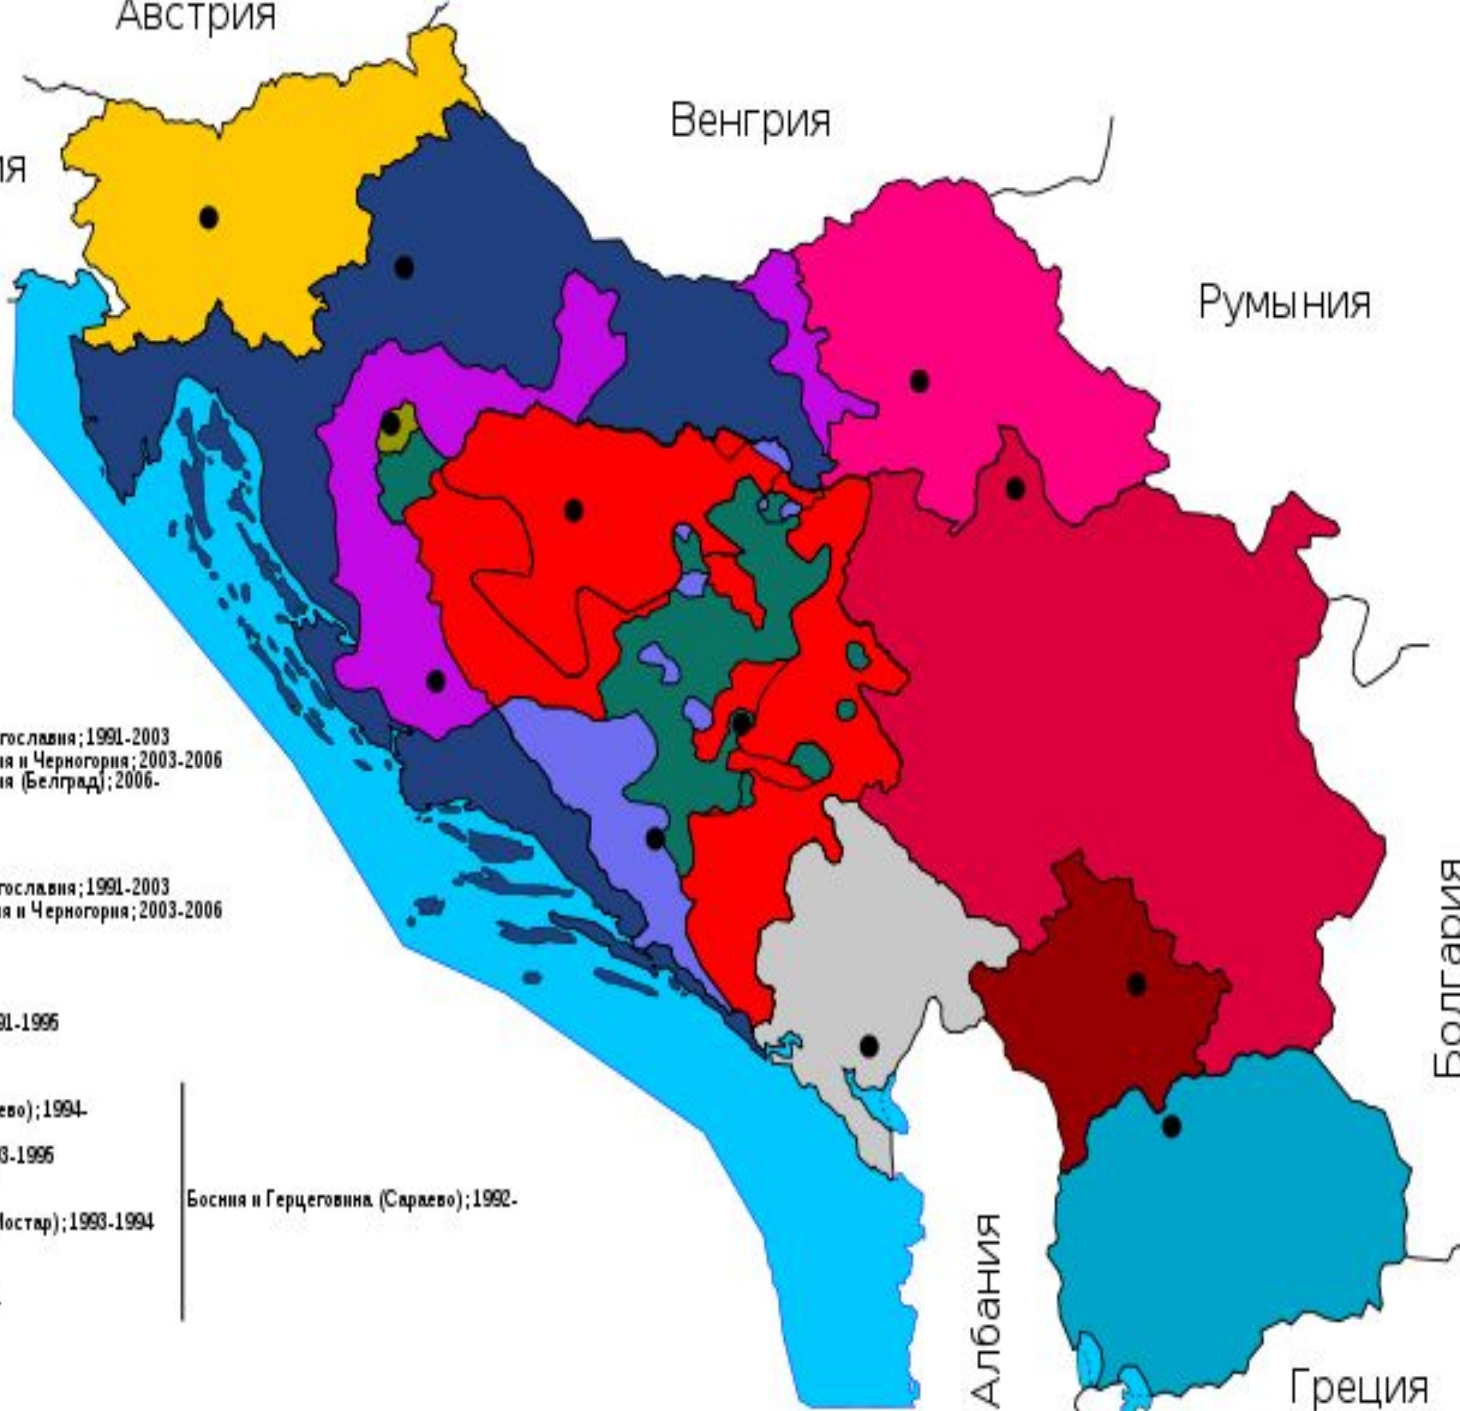 Австрия
Венгрия
ия
Румыния
гославия; 1991-2003
ия и Черногория; 2003-2006
ия (Белград); 2006-
гославия; 1991-2003
ия и Черногория; 2003-2006
91-1995
ево); 1994-
3-1995
Босния и Герцеговина (Сараево); 1992-
Мостар); 1993-1994
Албания
Болгария
Греция